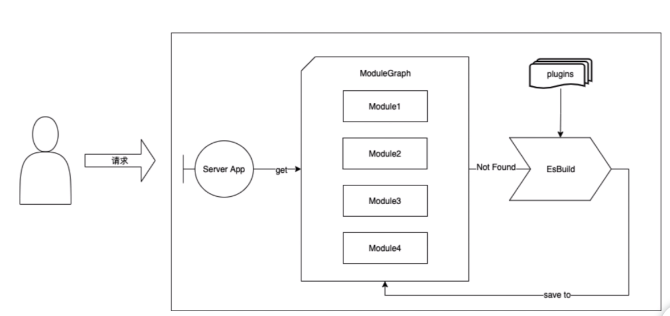 请求
Server App
get
ModuleGraph
Module1
Module2
Module3
Module4
Not Found
plugins
EsBuild
save to